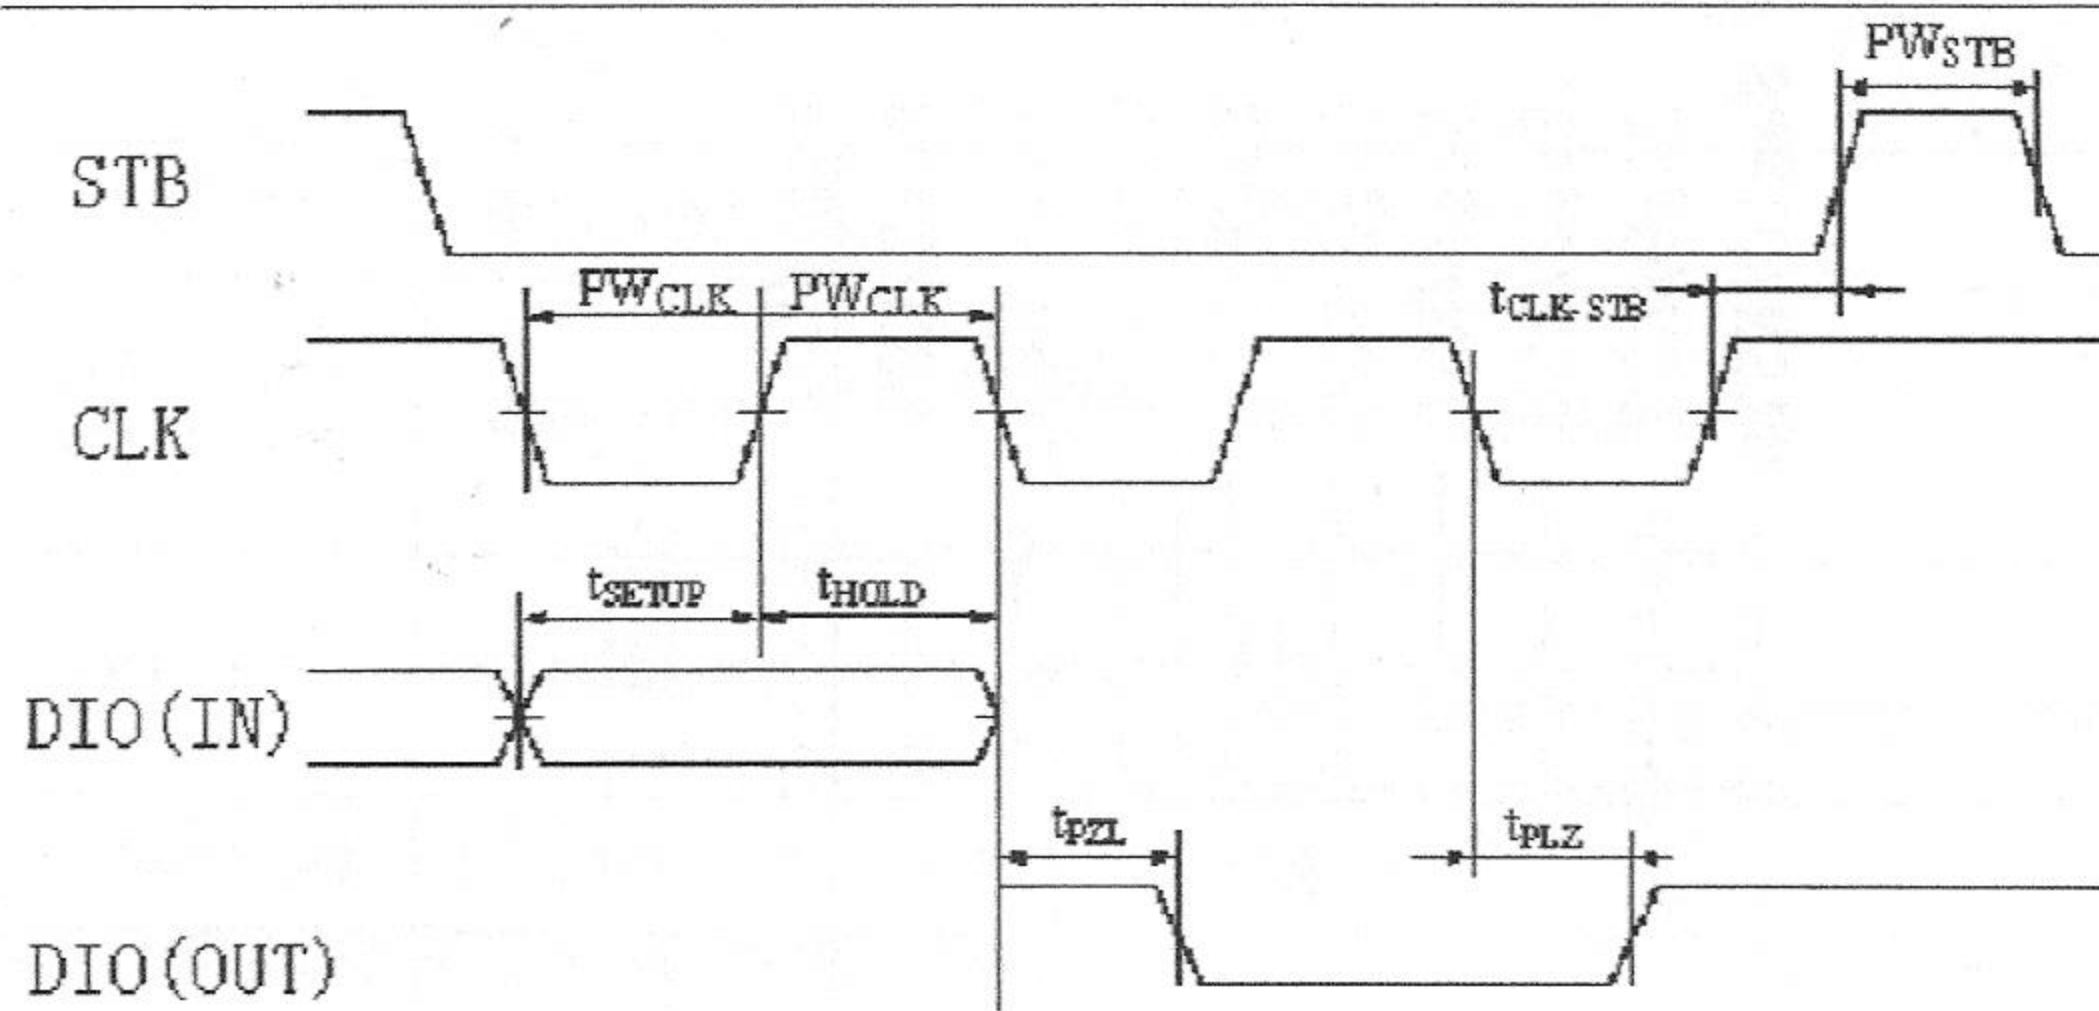 PWSTB
STB
PWCLK PWCLK
tCLK-STB
CLK
tSETUP tHOLD
DIO(IN)
tPZL tPLZ
DIO(OUT)